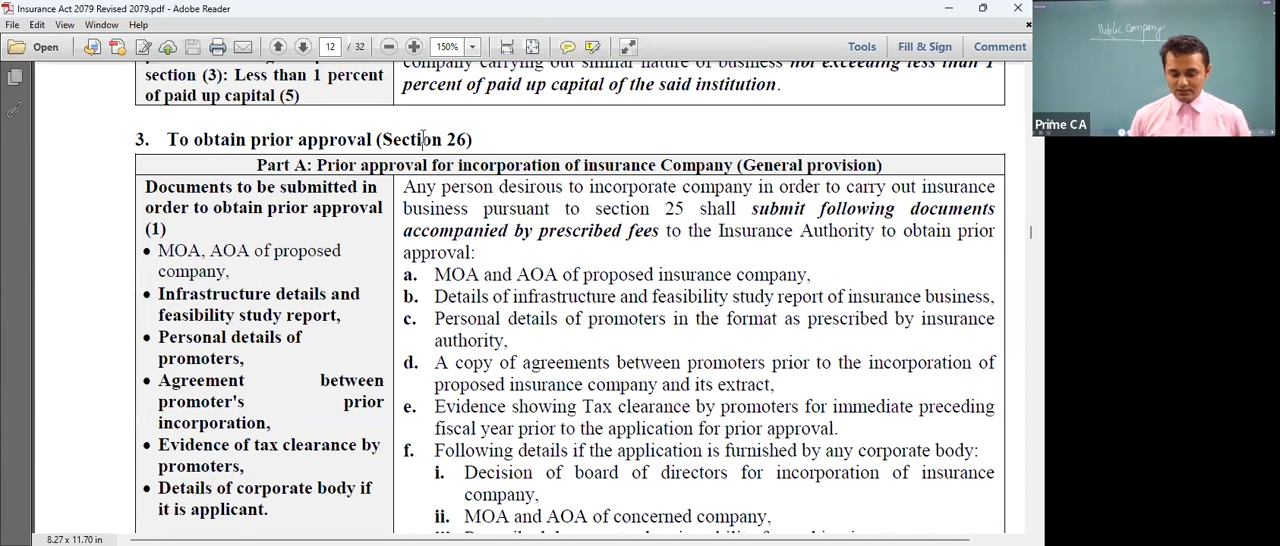 Insurance Act 2079 Revised 2079.pdf - Adobe Reader
File Edit View Window Help
Open 12 / 32 150% Tools Fill & Sign Comment
section (3): Less than 1 percent
of paid up capital (5)
company carrying out similar nature of business not exceeding less than 1
percent of paid up capital of the said institution.
3. To obtain prior approval (Section 26)
Part A: Prior approval for incorporation of insurance Company (General provision)
Documents to be submitted in
order to obtain prior approval
(1)
• MOA, AOA of proposed
company,
• Infrastructure details and
feasibility study report,
• Personal details of
promoters,
• Agreement between
promoter's prior
incorporation,
• Evidence of tax clearance by
promoters,
• Details of corporate body if
it is applicant.
Any person desirous to incorporate company in order to carry out insurance
business pursuant to section 25 shall submit following documents
accompanied by prescribed fees to the Insurance Authority to obtain prior
approval:
a. MOA and AOA of proposed insurance company,
b. Details of infrastructure and feasibility study report of insurance business,
c. Personal details of promoters in the format as prescribed by insurance
authority,
d. A copy of agreements between promoters prior to the incorporation of
proposed insurance company and its extract,
e. Evidence showing Tax clearance by promoters for immediate preceding
fiscal year prior to the application for prior approval.
f. Following details if the application is furnished by any corporate body:
i. Decision of board of directors for incorporation of insurance
company,
ii. MOA and AOA of concerned company,
8.27 x 11.70 in
Public Company
Prime CA